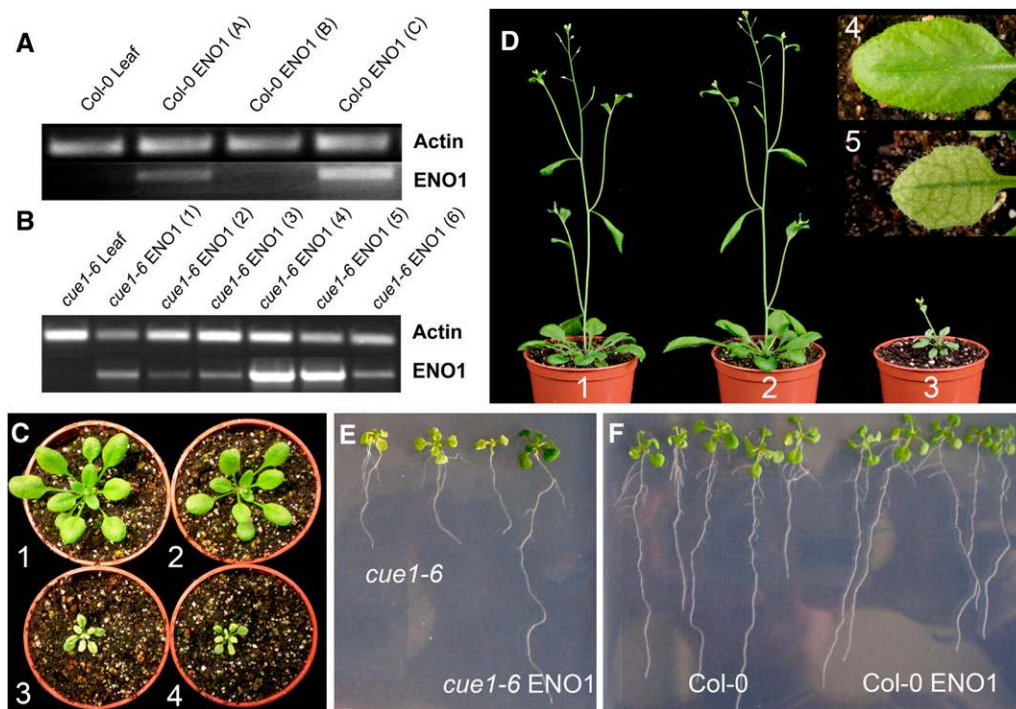 A
Col-0 Leaf
Col-0 ENO1 (A)
Col-0 ENO1 (B)
Col-0 ENO1 (C)
Actin
ENO1
B
cue1-6 Leaf
cue1-6 ENO1 (1)
cue1-6 ENO1 (2)
cue1-6 ENO1 (3)
cue1-6 ENO1 (4)
cue1-6 ENO1 (5)
cue1-6 ENO1 (6)
Actin
ENO1
C
1
2
3
4
D
4
5
1
2
3
E
cue1-6
cue1-6 ENO1
F
Col-0
Col-0 ENO1